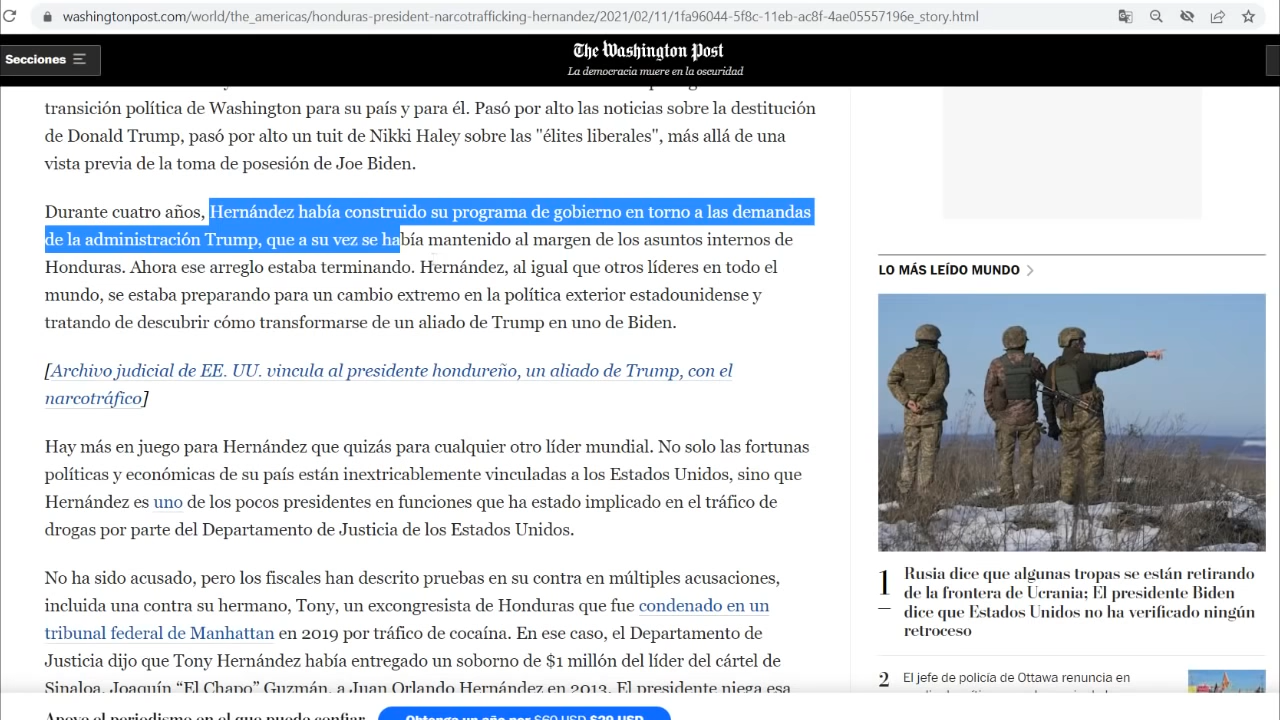 washingtonpost.com/world/the_americas/honduras-president-narcotrafficking-hernandez/2021/02/11/1fa96044-5f8c-11eb-ac8f-4ae05557196e_story.html
Secciones
The Washington Post
La democracia muere en la oscuridad
transición política de Washington para su país y para él. Pasó por alto las noticias sobre la destitución
de Donald Trump, pasó por alto un tuit de Nikki Haley sobre las "élites liberales", más allá de una
vista previa de la toma de posesión de Joe Biden.
Durante cuatro años, Hernández había construido su programa de gobierno en torno a las demandas
de la administración Trump, que a su vez se había mantenido al margen de los asuntos internos de
Honduras. Ahora ese arreglo estaba terminando. Hernández, al igual que otros líderes en todo el
mundo, se estaba preparando para un cambio extremo en la política exterior estadounidense y
tratando de descubrir cómo transformarse de un aliado de Trump en uno de Biden.
[Archivo judicial de EE. UU. vincula al presidente hondureño, un aliado de Trump, con el
narcotráfico]
Hay más en juego para Hernández que quizás para cualquier otro líder mundial. No solo las fortunas
políticas y económicas de su país están inextricablemente vinculadas a los Estados Unidos, sino que
Hernández es uno de los pocos presidentes en funciones que ha estado implicado en el tráfico de
drogas por parte del Departamento de Justicia de los Estados Unidos.
No ha sido acusado, pero los fiscales han descrito pruebas en su contra en múltiples acusaciones,
incluida una contra su hermano, Tony, un excongresista de Honduras que fue condenado en un
tribunal federal de Manhattan en 2019 por tráfico de cocaína. En ese caso, el Departamento de
Justicia dijo que Tony Hernández había entregado un soborno de $1 millón del líder del cártel de
Sinaloa, Joaquín “El Chapo” Guzmán, a Juan Orlando Hernández en 2013. El presidente niega esa
LO MÁS LEÍDO MUNDO
1
Rusia dice que algunas tropas se están retirando
de la frontera de Ucrania; El presidente Biden
dice que Estados Unidos no ha verificado ningún
retroceso
2
El jefe de policía de Ottawa renuncia en
Apoye el periodismo en el que puede confiar
Obtenga un año por $60 USD $29 USD